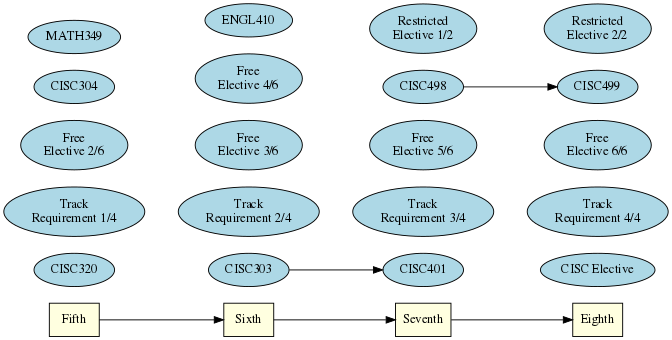 MATH349
CISC304
Free
Elective 2/6
Track
Requirement 1/4
CISC320
Fifth
ENGL410
Free
Elective 4/6
Free
Elective 3/6
Track
Requirement 2/4
CISC303
Sixth
Restricted
Elective 1/2
CISC498
Free
Elective 5/6
Track
Requirement 3/4
CISC401
Seventh
Restricted
Elective 2/2
CISC499
Free
Elective 6/6
Track
Requirement 4/4
CISC Elective
Eighth